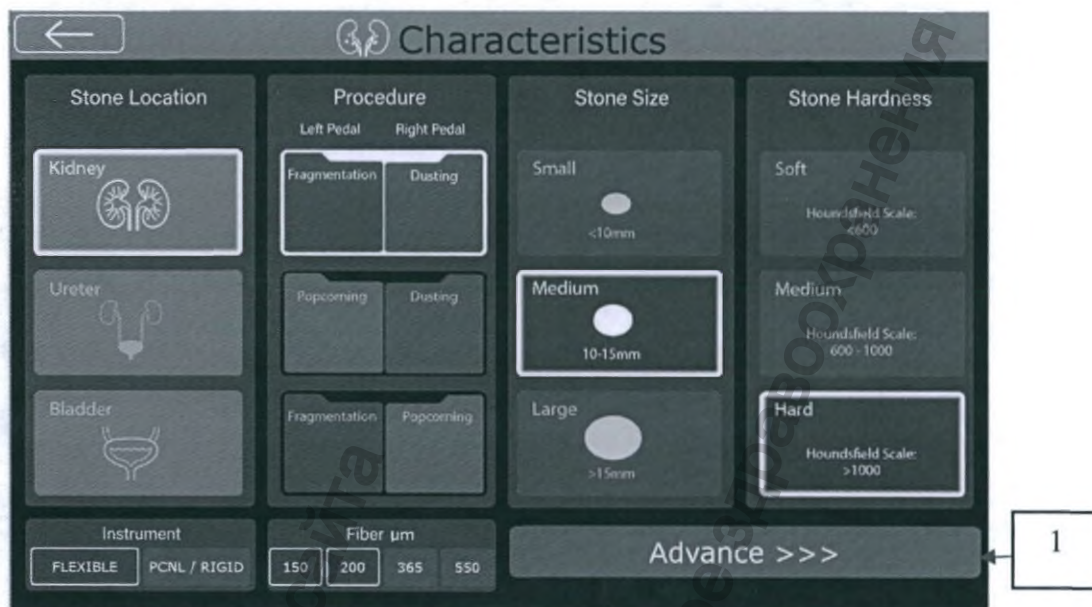 Characteristics
Stone Location
Kidney
Ureter
Bladder
Procedure
Left Pedal Right Pedal
Fragmentation Dusting
Popcorning Dusting
Fragmentation Popcorning
Stone Size
Small
<10mm
Medium
10-15mm
Large
>15mm
Stone Hardness
Soft
Houndsfield Scale:
<600
Medium
Houndsfield Scale:
600 - 1000
Hard
Houndsfield Scale:
>1000
Instrument
FLEXIBLE PCNL / RIGID
Fiber µm
150 200 365 550
Advance >>>
1
сайта
здравоохранения